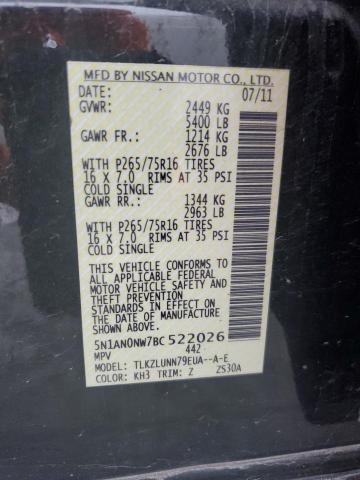 MFD BY NISSAN MOTOR CO., LTD.
DATE: 07/11
GVWR: 2449 KG
5400 LB
GAWR FR.: 1214 KG
2676 LB
WITH P265/75R16 TIRES
16 X 7.0 RIMS AT 35 PSI
COLD SINGLE
GAWR RR.: 1344 KG
2963 LB
WITH P265/75R16 TIRES
16 X 7.0 RIMS AT 35 PSI
COLD SINGLE
THIS VEHICLE CONFORMS TO
ALL APPLICABLE FEDERAL
MOTOR VEHICLE SAFETY
STANDARDS IN EFFECT ON
THE DATE OF MANUFACTURE
SHOWN ABOVE.
5N1AN0NW7BC 522026
MPV 442
MODEL: TLKZLUNN79EUA--A-E
COLOR: KH3 TRIM: Z ZS30A